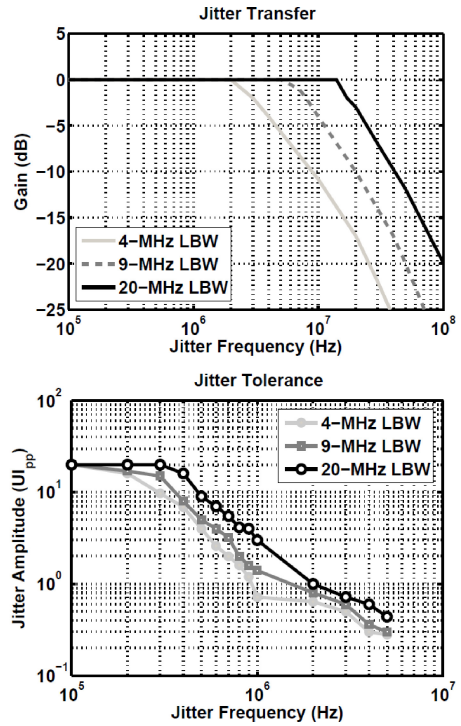 Jitter Transfer
5
0
−5
−10
−15
−20
−25
Gain (dB)
4−MHz LBW
9−MHz LBW
20−MHz LBW
10^5
10^6
10^7
10^8
Jitter Frequency (Hz)
Jitter Tolerance
10^2
10^1
10^0
10^−1
Jitter Amplitude (UI_pp)
4−MHz LBW
9−MHz LBW
20−MHz LBW
10^5
10^6
10^7
Jitter Frequency (Hz)